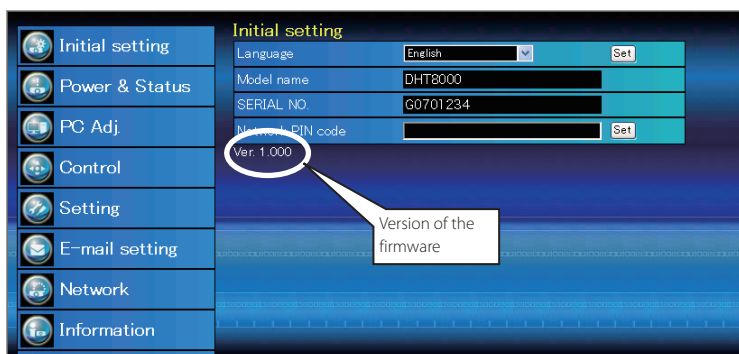 Initial setting
Power & Status
PC Adj.
Control
Setting
E-mail setting
Network
Information
Initial setting
Language English Set
Model name DHT8000
SERIAL NO. G0701234
Network PIN code Set
Ver. 1.000
Version of the
firmware